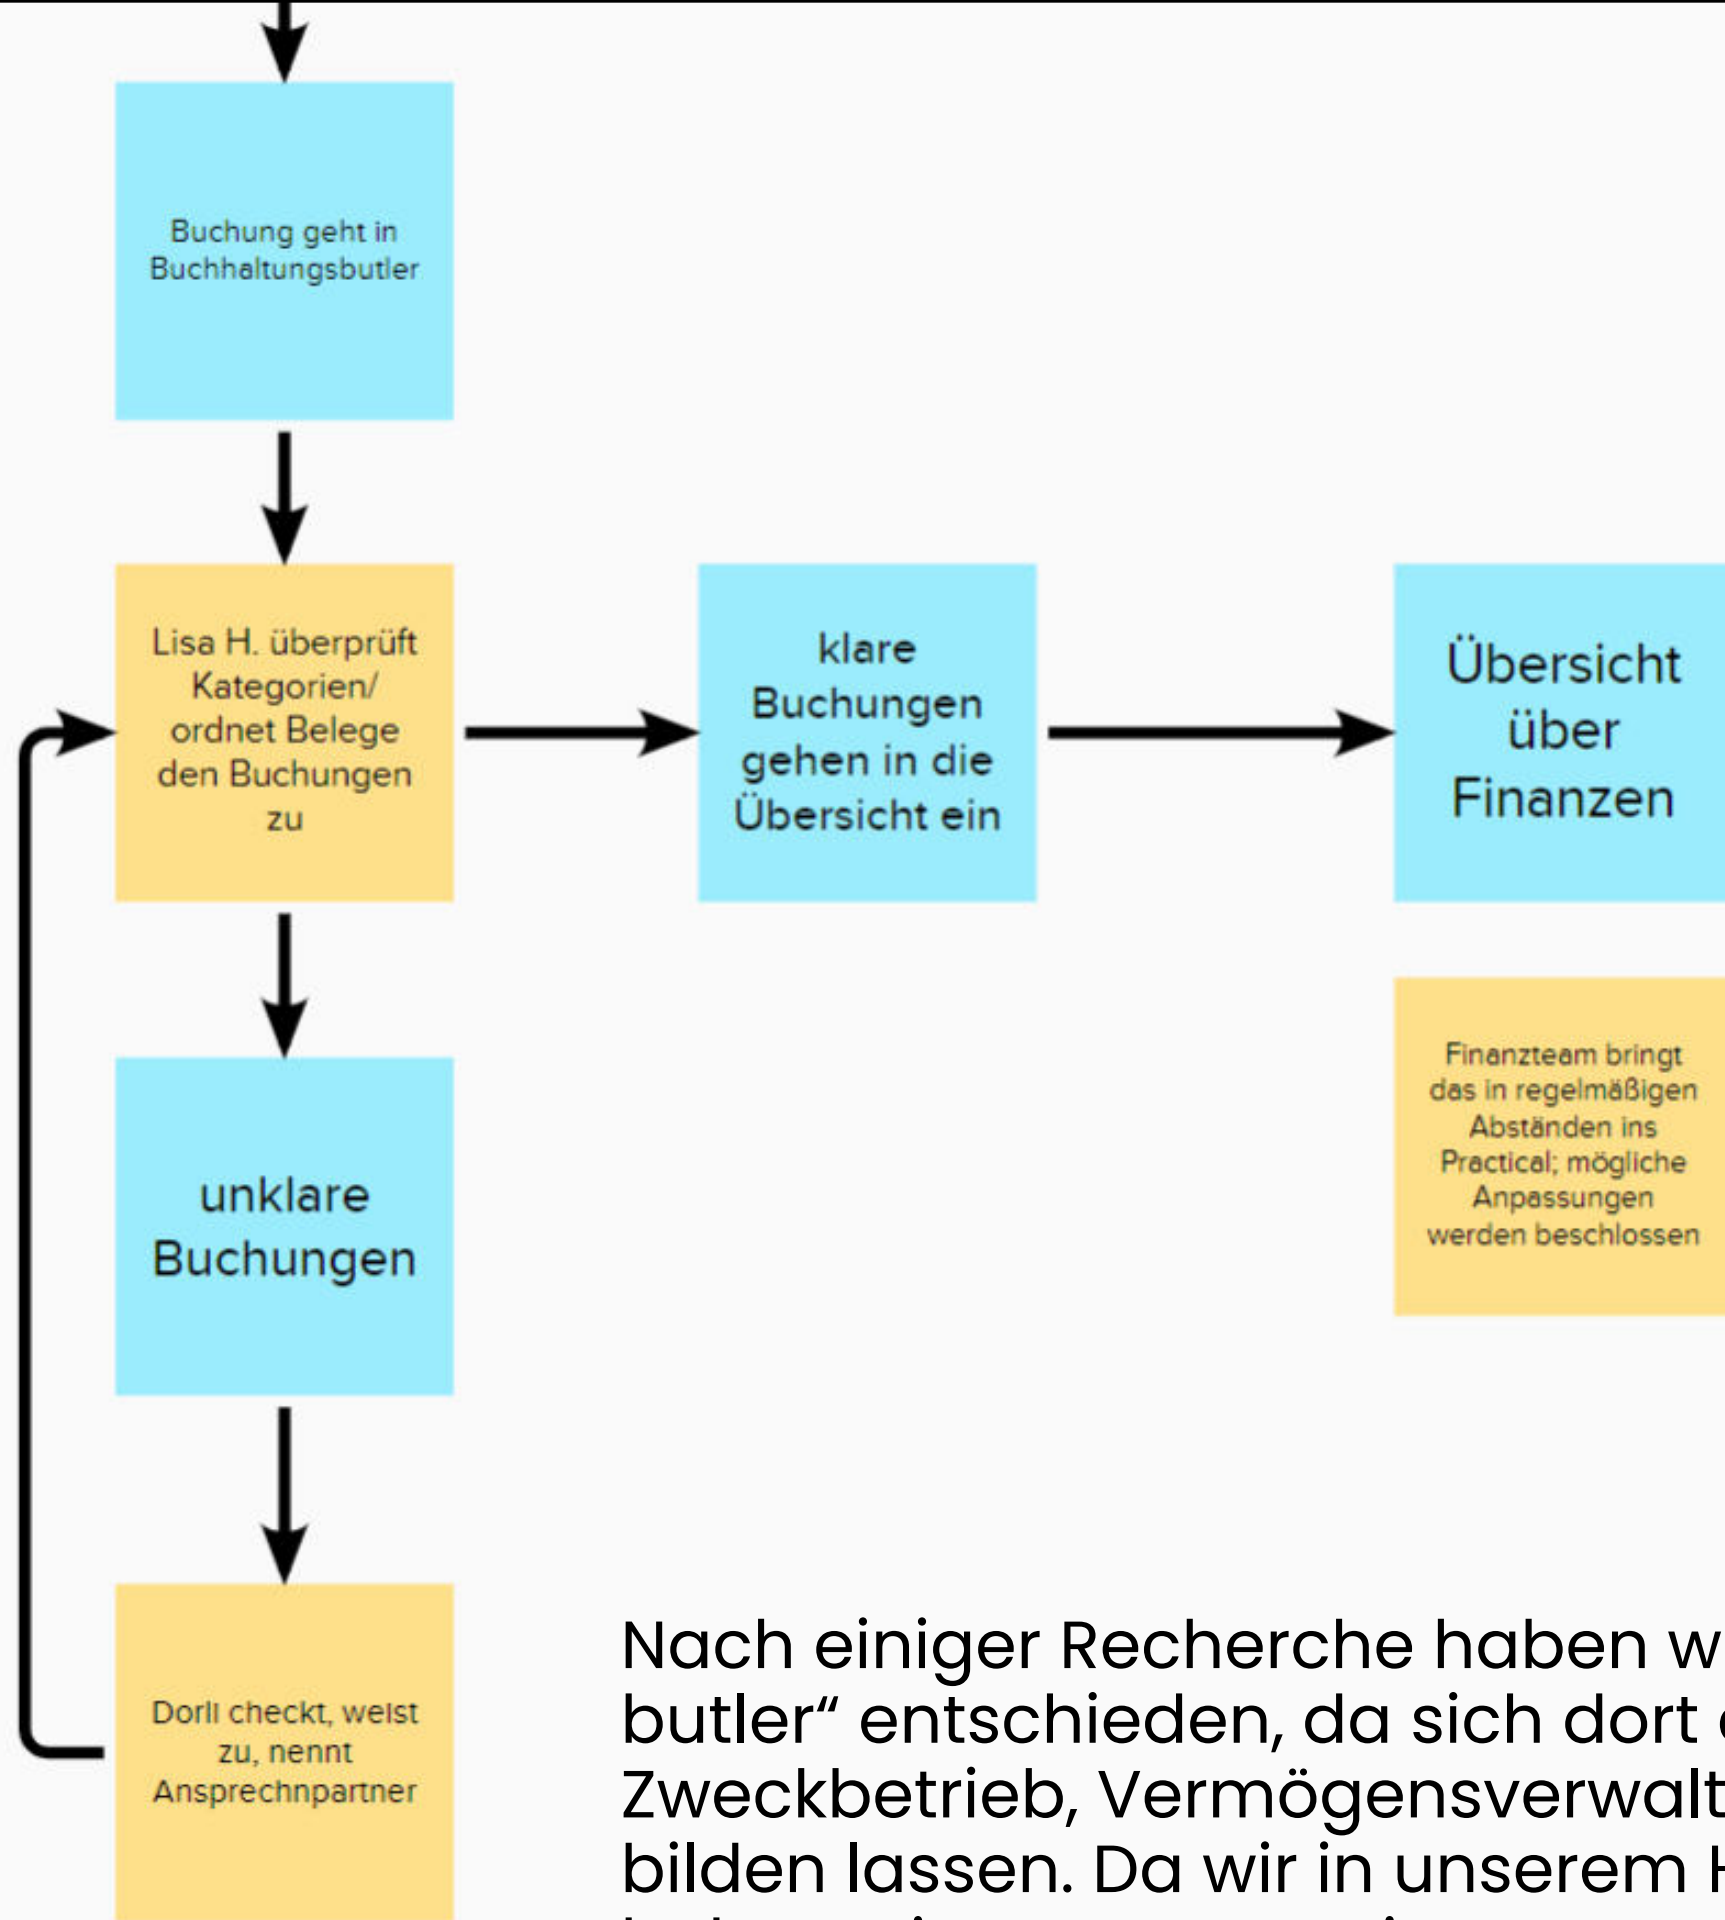 Buchung geht in
Buchhaltungsbutler
Lisa H. überprüft
Kategorien/
ordnet Belege
den Buchungen
zu
klare
Buchungen
gehen in die
Übersicht ein
Übersicht
über
Finanzen
Finanzteam bringt
das in regelmäßigen
Abständen ins
Practical; mögliche
Anpassungen
werden beschlossen
unklare
Buchungen
Dorli checkt, weist
zu, nennt
Ansprechnpartner
Nach einiger Recherche haben w
butler“ entschieden, da sich dort
Zweckbetrieb, Vermögensverwalt
bilden lassen. Da wir in unserem H